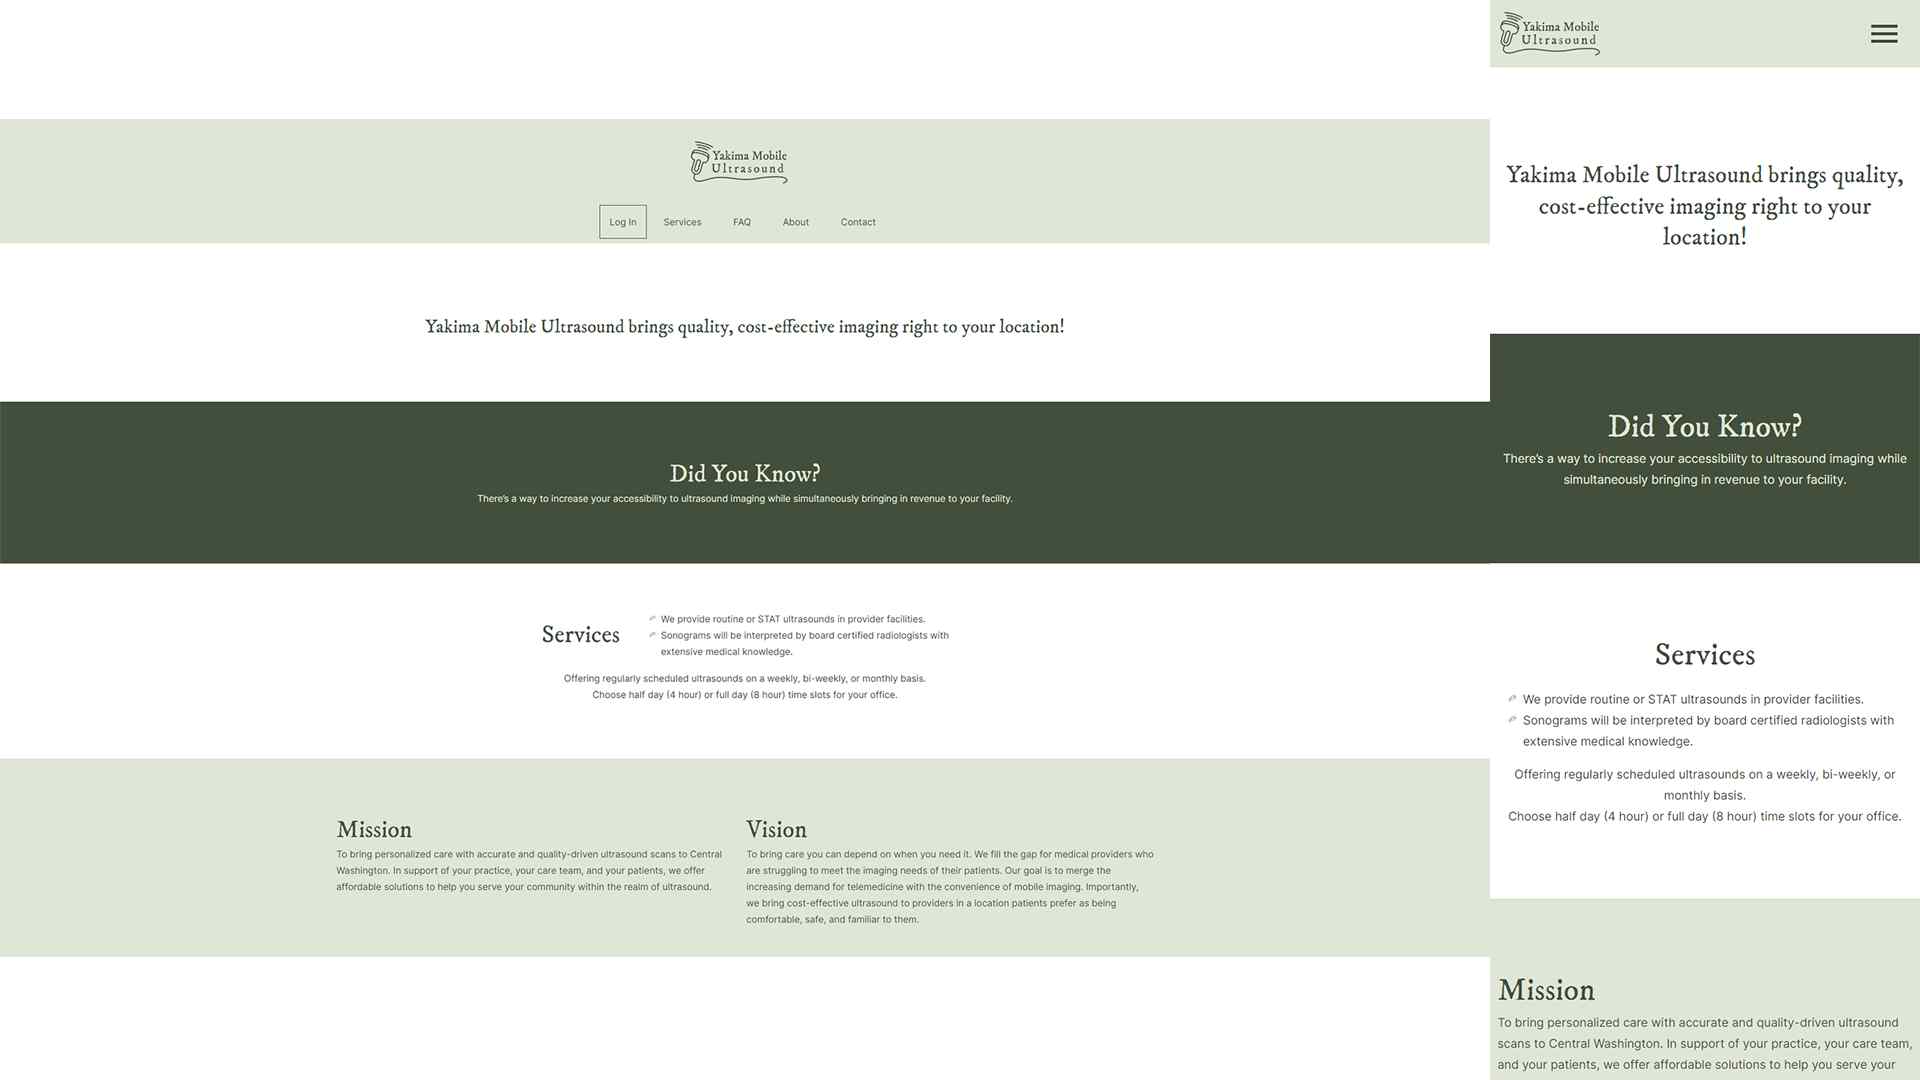 Yakima Mobile
Ultrasound
Log In
Services
FAQ
About
Contact
Yakima Mobile Ultrasound brings quality, cost-effective imaging right to your location!
Did You Know?
There's a way to increase your accessibility to ultrasound imaging while simultaneously bringing in revenue to your facility.
Services
We provide routine or STAT ultrasounds in provider facilities.
Sonograms will be interpreted by board certified radiologists with
extensive medical knowledge.
Offering regularly scheduled ultrasounds on a weekly, bi-weekly, or monthly basis.
Choose half day (4 hour) or full day (8 hour) time slots for your office.
Mission
To bring personalized care with accurate and quality-driven ultrasound scans to Central
Washington. In support of your practice, your care team, and your patients, we offer
affordable solutions to help you serve your community within the realm of ultrasound.
Vision
To bring care you can depend on when you need it. We fill the gap for medical providers who
are struggling to meet the imaging needs of their patients. Our goal is to merge the
increasing demand for telemedicine with the convenience of mobile imaging. Importantly,
we bring cost-effective ultrasound to providers in a location patients prefer as being
comfortable, safe, and familiar to them.
Yakima Mobile
Ultrasound
Yakima Mobile Ultrasound brings quality,
cost-effective imaging right to your
location!
Did You Know?
There's a way to increase your accessibility to ultrasound imaging while
simultaneously bringing in revenue to your facility.
Services
We provide routine or STAT ultrasounds in provider facilities.
Sonograms will be interpreted by board certified radiologists with
extensive medical knowledge.
Offering regularly scheduled ultrasounds on a weekly, bi-weekly, or
monthly basis.
Choose half day (4 hour) or full day (8 hour) time slots for your office.
Mission
To bring personalized care with accurate and quality-driven ultrasound
scans to Central Washington. In support of your practice, your care team,
and your patients, we offer affordable solutions to help you serve your